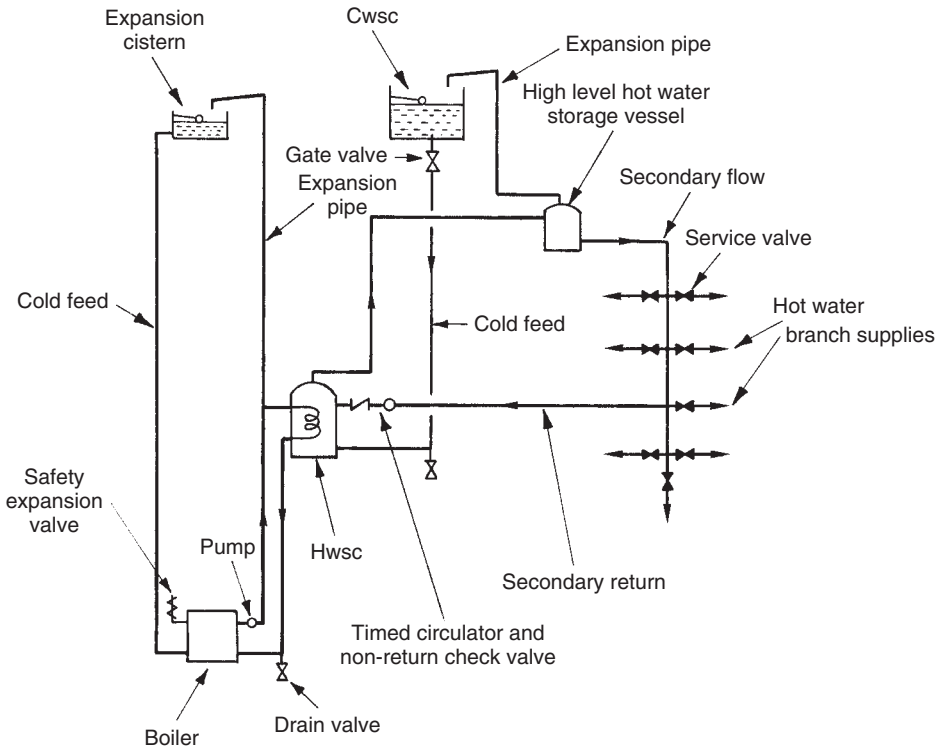 Expansion
cistern
Cwsc
Expansion pipe
High level hot water
storage vessel
Gate valve
Expansion
pipe
Secondary flow
Service valve
Cold feed
Cold feed
Hot water
branch supplies
Safety
expansion
valve
Pump
Hwsc
Secondary return
Timed circulator and
non-return check valve
Drain valve
Boiler